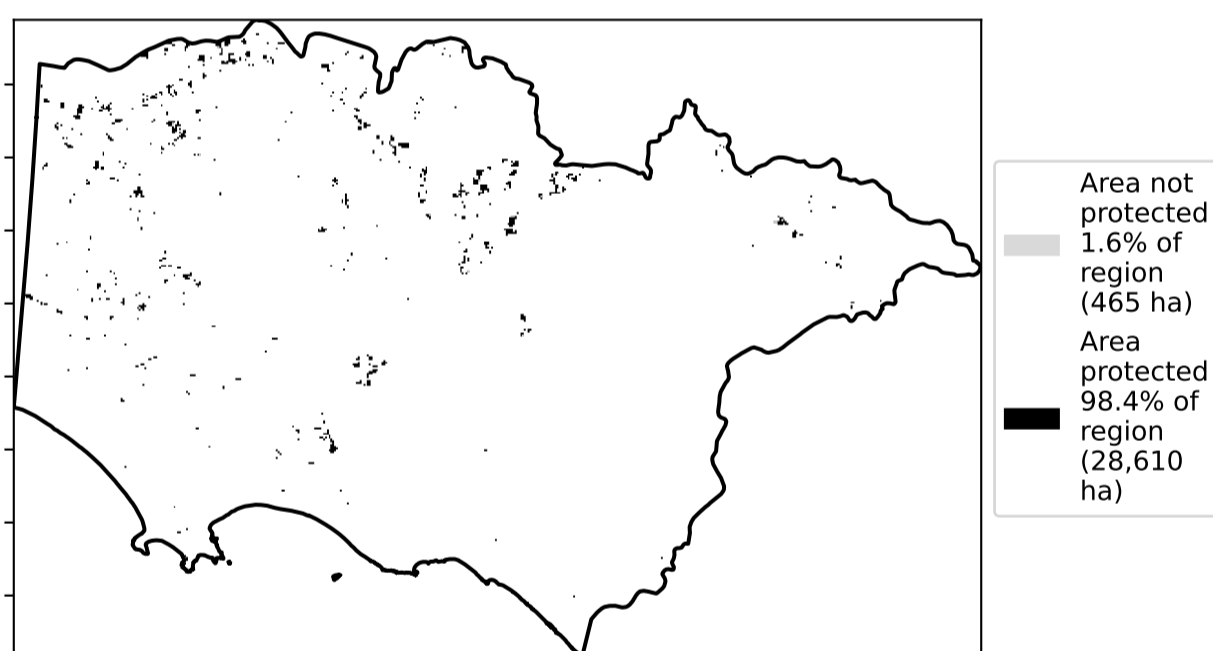 Area not
protected
1.6% of
region
(465 ha)
Area
protected
98.4% of
region
(28,610
ha)